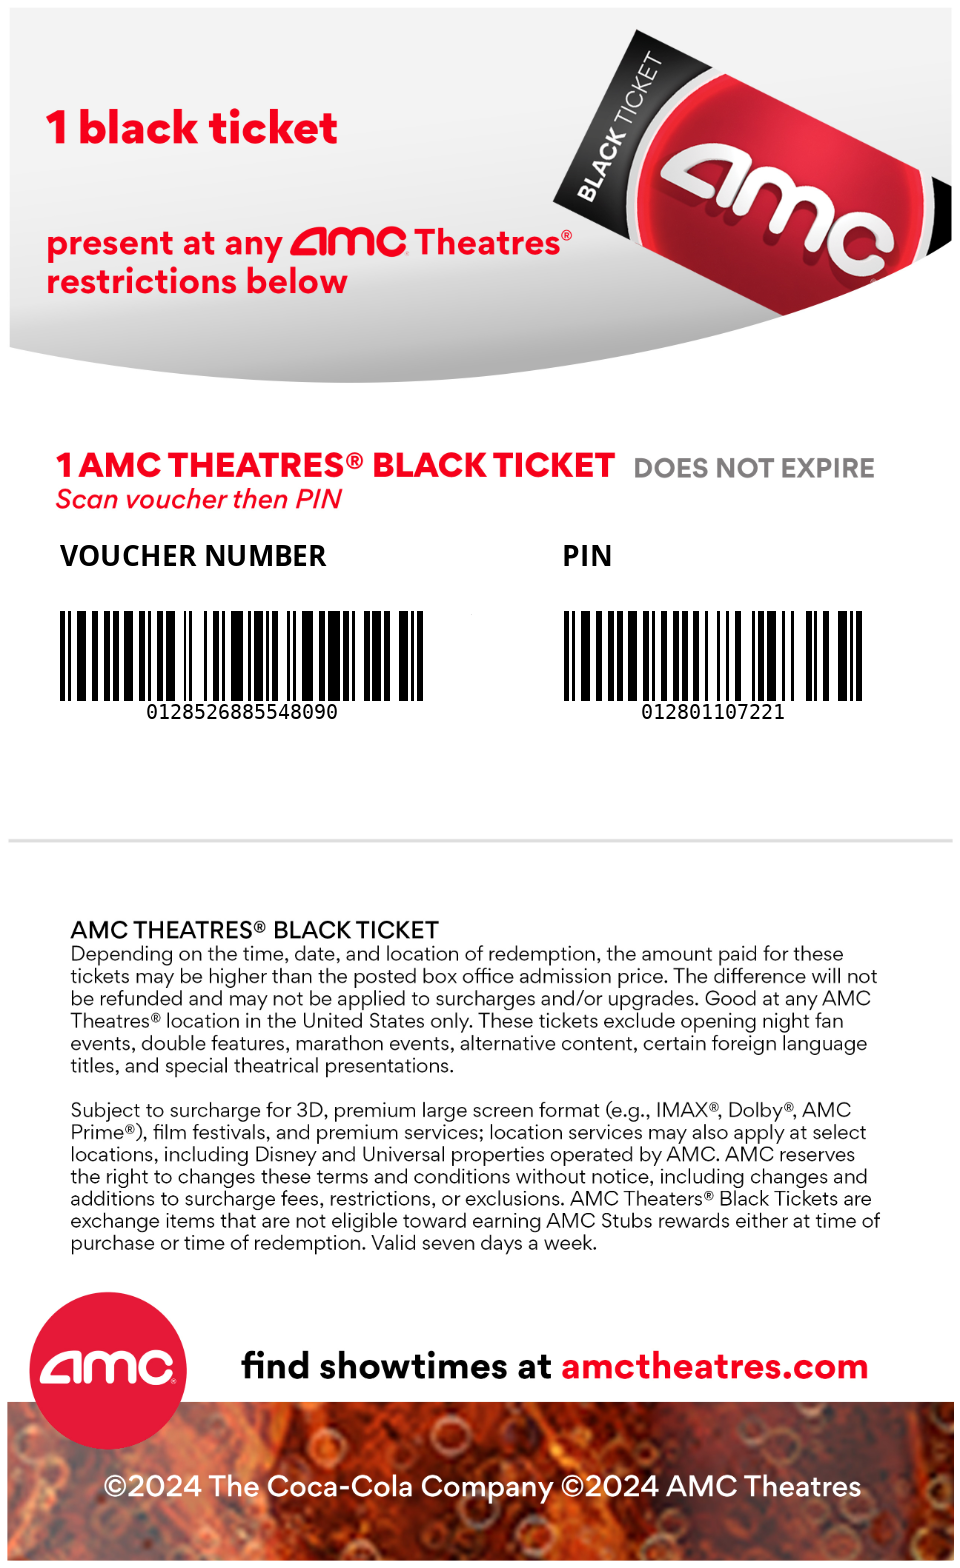 BLACK TICKET
amc
1 black ticket
present at any amc Theatres®
restrictions below
1 AMC THEATRES® BLACK TICKET DOES NOT EXPIRE
Scan voucher then PIN
VOUCHER NUMBER PIN
0128526885548090 012801107221
AMC THEATRES® BLACK TICKET
Depending on the time, date, and location of redemption, the amount paid for these
tickets may be higher than the posted box office admission price. The difference will not
be refunded and may not be applied to surcharges and/or upgrades. Good at any AMC
Theatres® location in the United States only. These tickets exclude opening night fan
events, double features, marathon events, alternative content, certain foreign language
titles, and special theatrical presentations.
Subject to surcharge for 3D, premium large screen format (e.g., IMAX®, Dolby®, AMC
Prime®), film festivals, and premium services; location services may also apply at select
locations, including Disney and Universal properties operated by AMC. AMC reserves
the right to changes these terms and conditions without notice, including changes and
additions to surcharge fees, restrictions, or exclusions. AMC Theaters® Black Tickets are
exchange items that are not eligible toward earning AMC Stubs rewards either at time of
purchase or time of redemption. Valid seven days a week.
amc®
find showtimes at amctheatres.com
©2024 The Coca-Cola Company ©2024 AMC Theatres